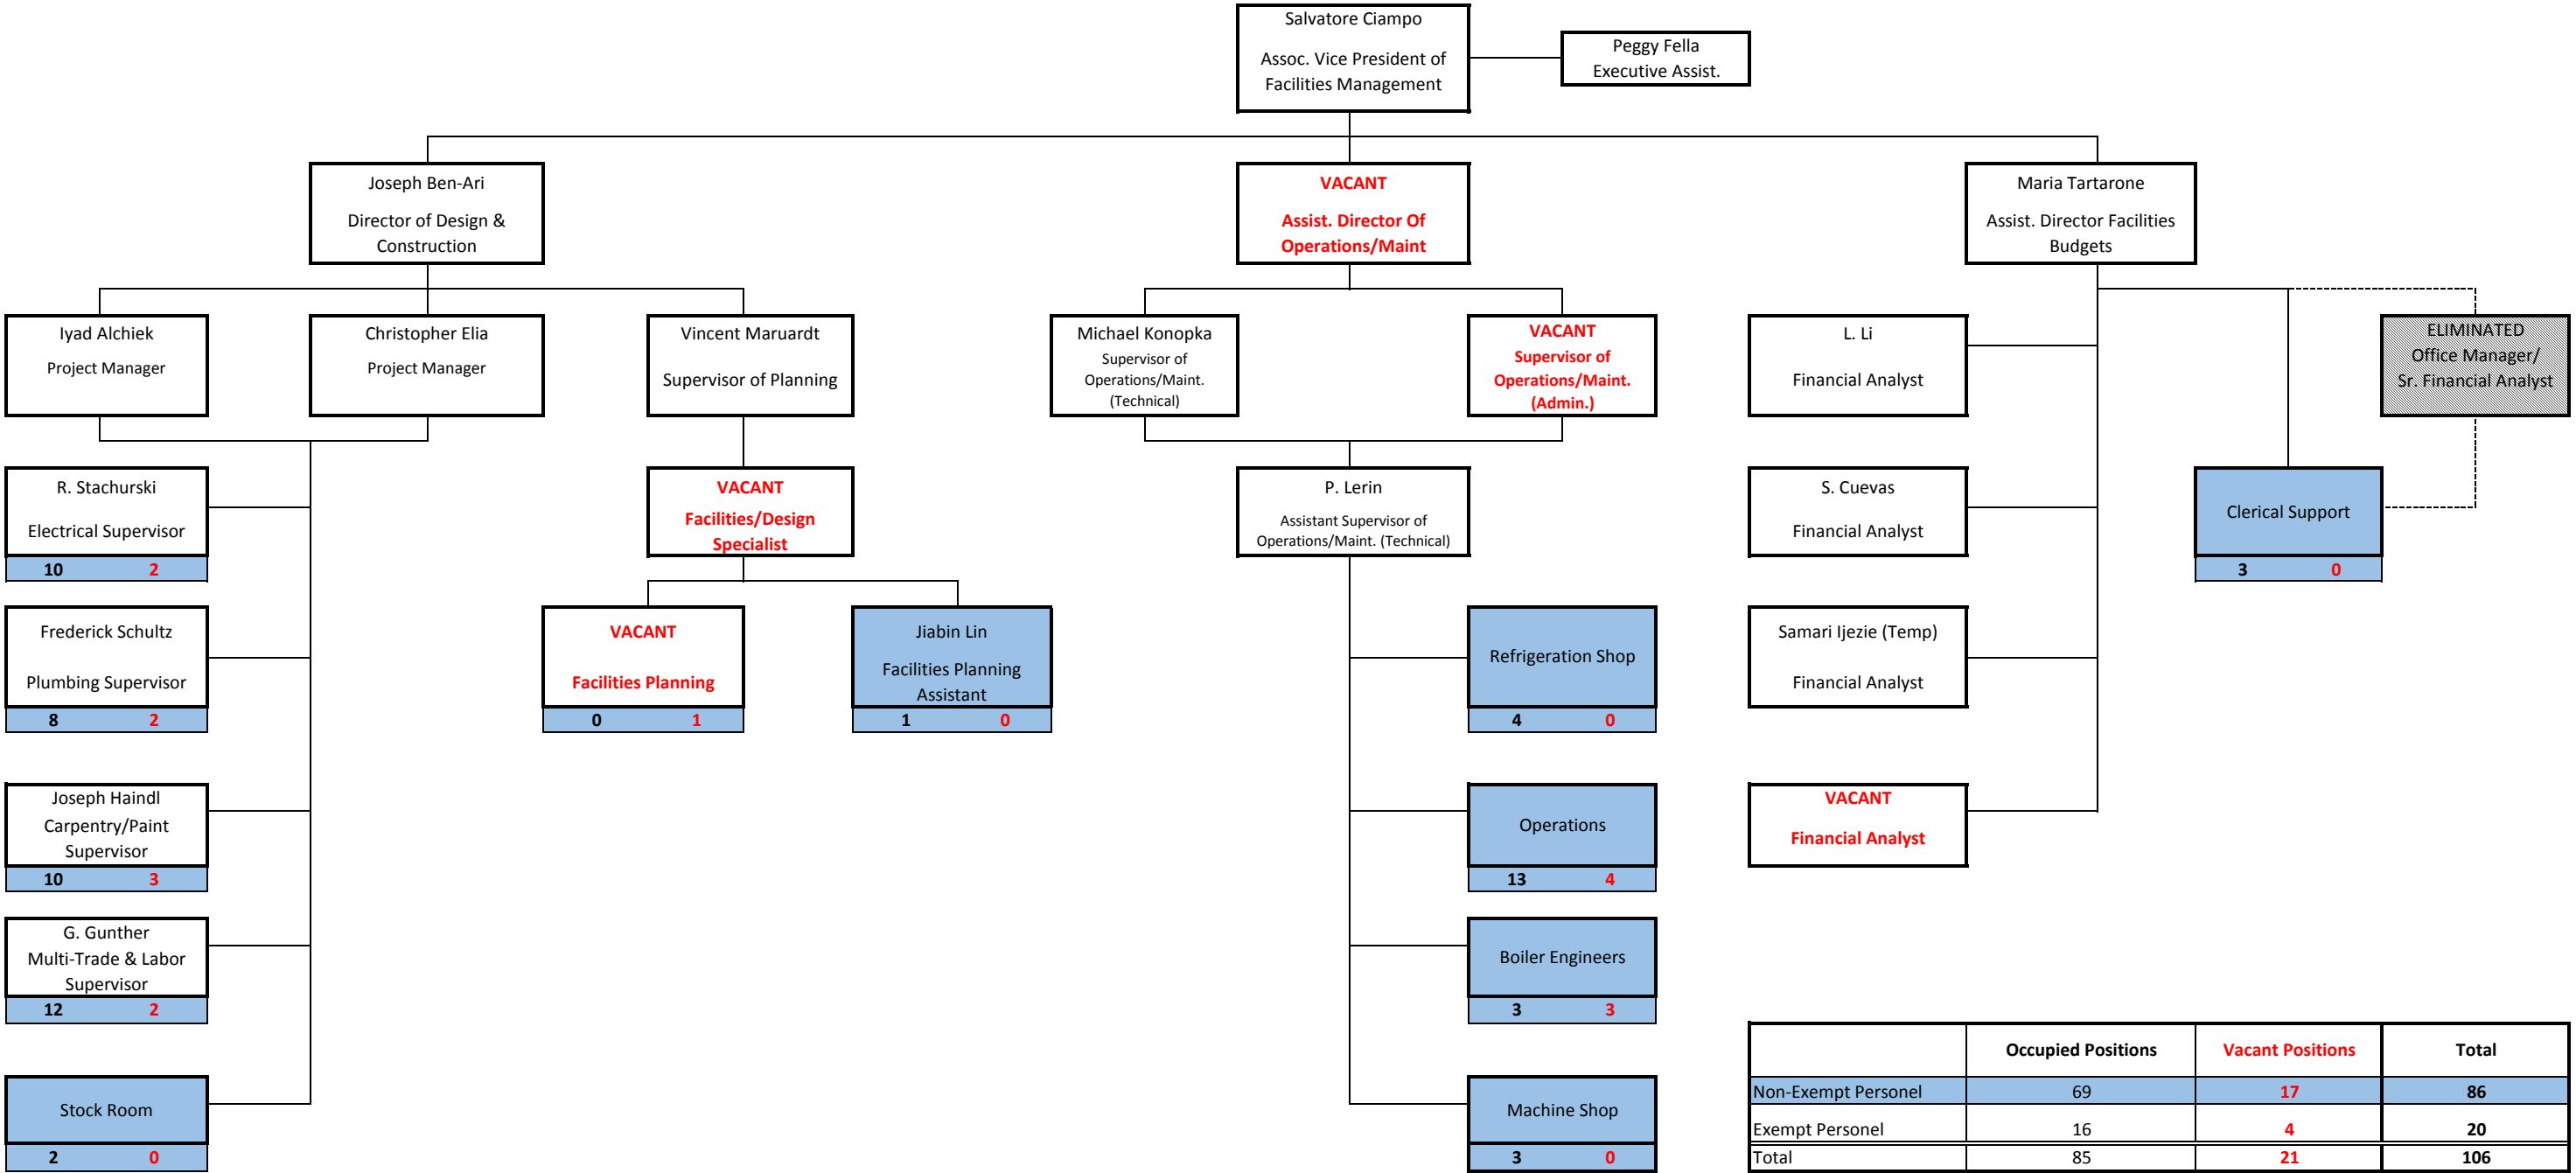 Salvatore Ciampo
Assoc. Vice President of
Facilities Management
Peggy Fella
Executive Assist.
Joseph Ben-Ari
Director of Design &
Construction
VACANT
Assist. Director Of
Operations/Maint
Maria Tartarone
Assist. Director Facilities
Budgets
Iyad Alchiek
Project Manager
Christopher Elia
Project Manager
Vincent Maruardt
Supervisor of Planning
Michael Konopka
Supervisor of
Operations/Maint.
(Technical)
VACANT
Supervisor of
Operations/Maint.
(Admin.)
L. Li
Financial Analyst
ELIMINATED
Office Manager/
Sr. Financial Analyst
R. Stachurski
Electrical Supervisor
10 2
VACANT
Facilities/Design
Specialist
P. Lerin
Assistant Supervisor of
Operations/Maint. (Technical)
S. Cuevas
Financial Analyst
Clerical Support
3 0
Frederick Schultz
Plumbing Supervisor
8 2
VACANT
Facilities Planning
0 1
Jiabin Lin
Facilities Planning
Assistant
1 0
Refrigeration Shop
4 0
Samari Ijezie (Temp)
Financial Analyst
Joseph Haindl
Carpentry/Paint
Supervisor
10 3
Operations
13 4
VACANT
Financial Analyst
G. Gunther
Multi-Trade & Labor
Supervisor
12 2
Boiler Engineers
3 3
Stock Room
2 0
Machine Shop
3 0
Occupied Positions Vacant Positions Total
Non-Exempt Personel 69 17 86
Exempt Personel 16 4 20
Total 85 21 106